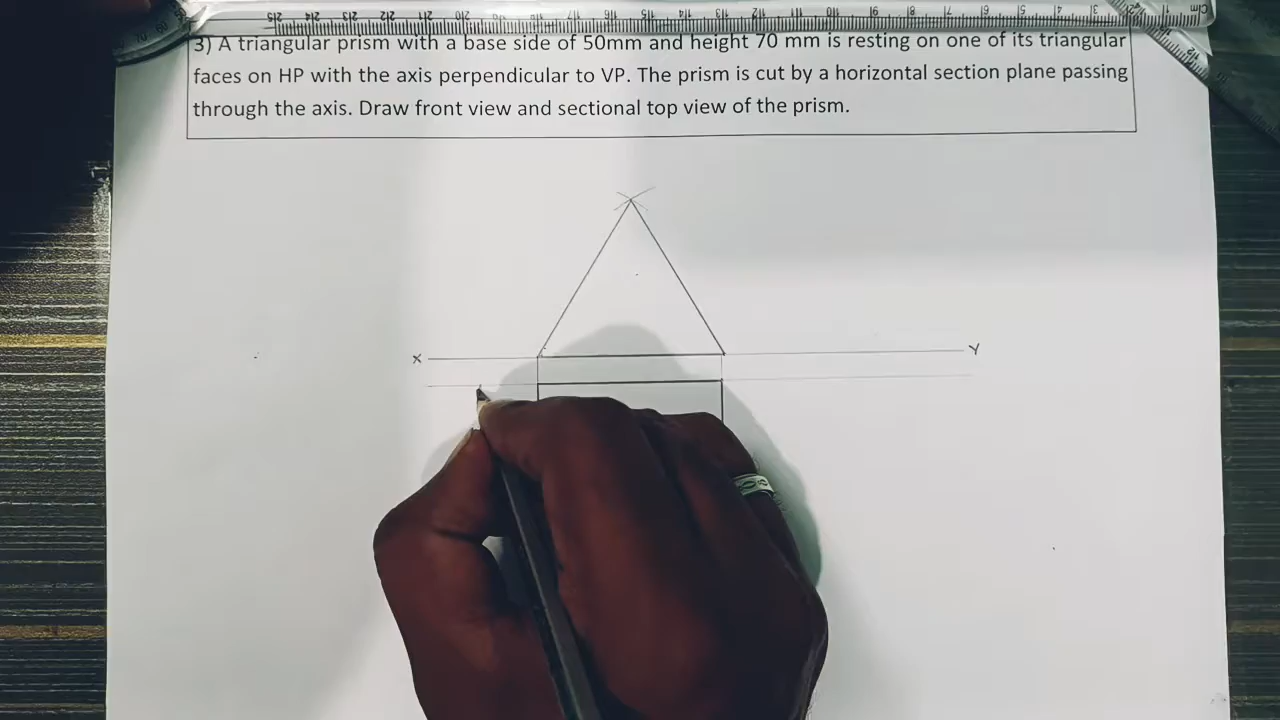 3) A triangular prism with a base side of 50mm and height 70 mm is resting on one of its triangular
faces on HP with the axis perpendicular to VP. The prism is cut by a horizontal section plane passing
through the axis. Draw front view and sectional top view of the prism.
X
Y